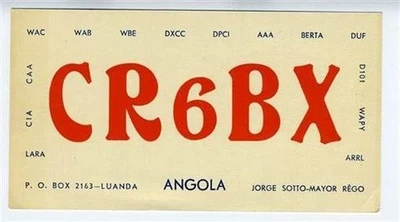 WAC WAB WBE DXCC DPCI AAA BERTA DUF
CIA CAA
CR6BX
D101 WAPY
LARA ARRL
P. O. BOX 2163—LUANDA ANGOLA JORGE SOTTO-MAYOR RÊGO